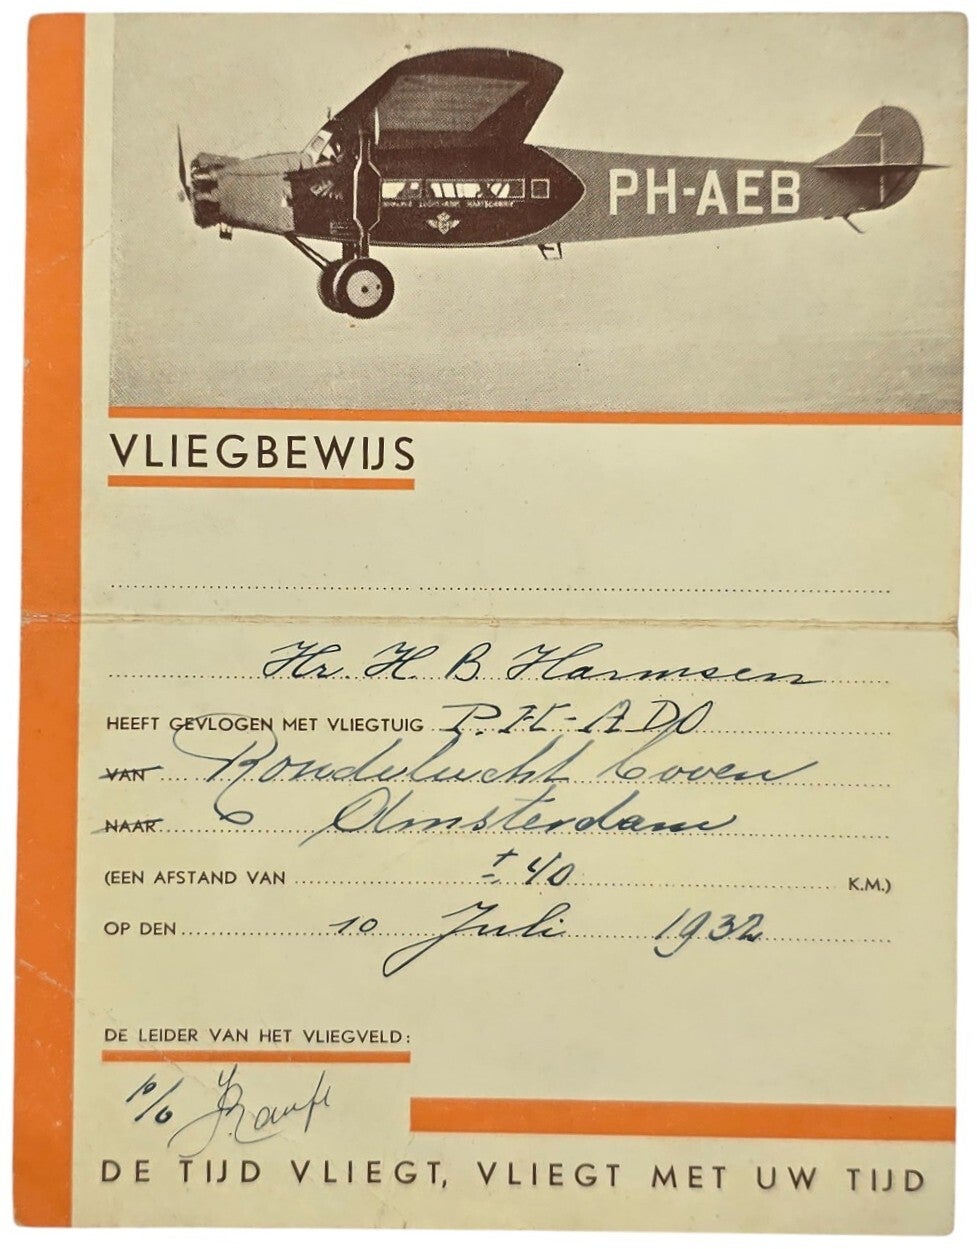 PH-AEB
VLIEGBEWIJS
Hr. H. B. Harmsen
HEEFT GEVLOGEN MET VLIEGTUIG P.H-ADO
VAN Rondvlucht boven
NAAR Amsterdam
(EEN AFSTAND VAN ± 40 K.M.)
OP DEN 10 Juli 1932
DE LEIDER VAN HET VLIEGVELD:
p/o
DE TIJD VLIEGT, VLIEGT MET UW TIJD